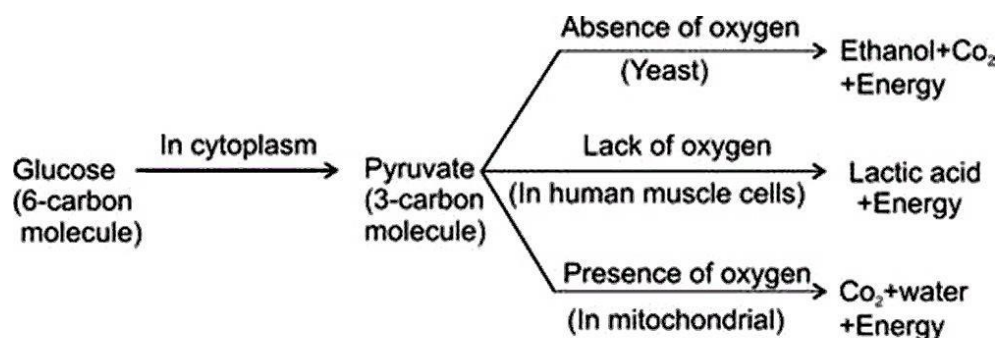 Glucose
(6-carbon
molecule)
In cytoplasm
Pyruvate
(3-carbon
molecule)
Absence of oxygen
(Yeast)
Ethanol+Co₂
+Energy
Lack of oxygen
(In human muscle cells)
Lactic acid
+Energy
Presence of oxygen
(In mitochondrial)
Co₂+water
+Energy